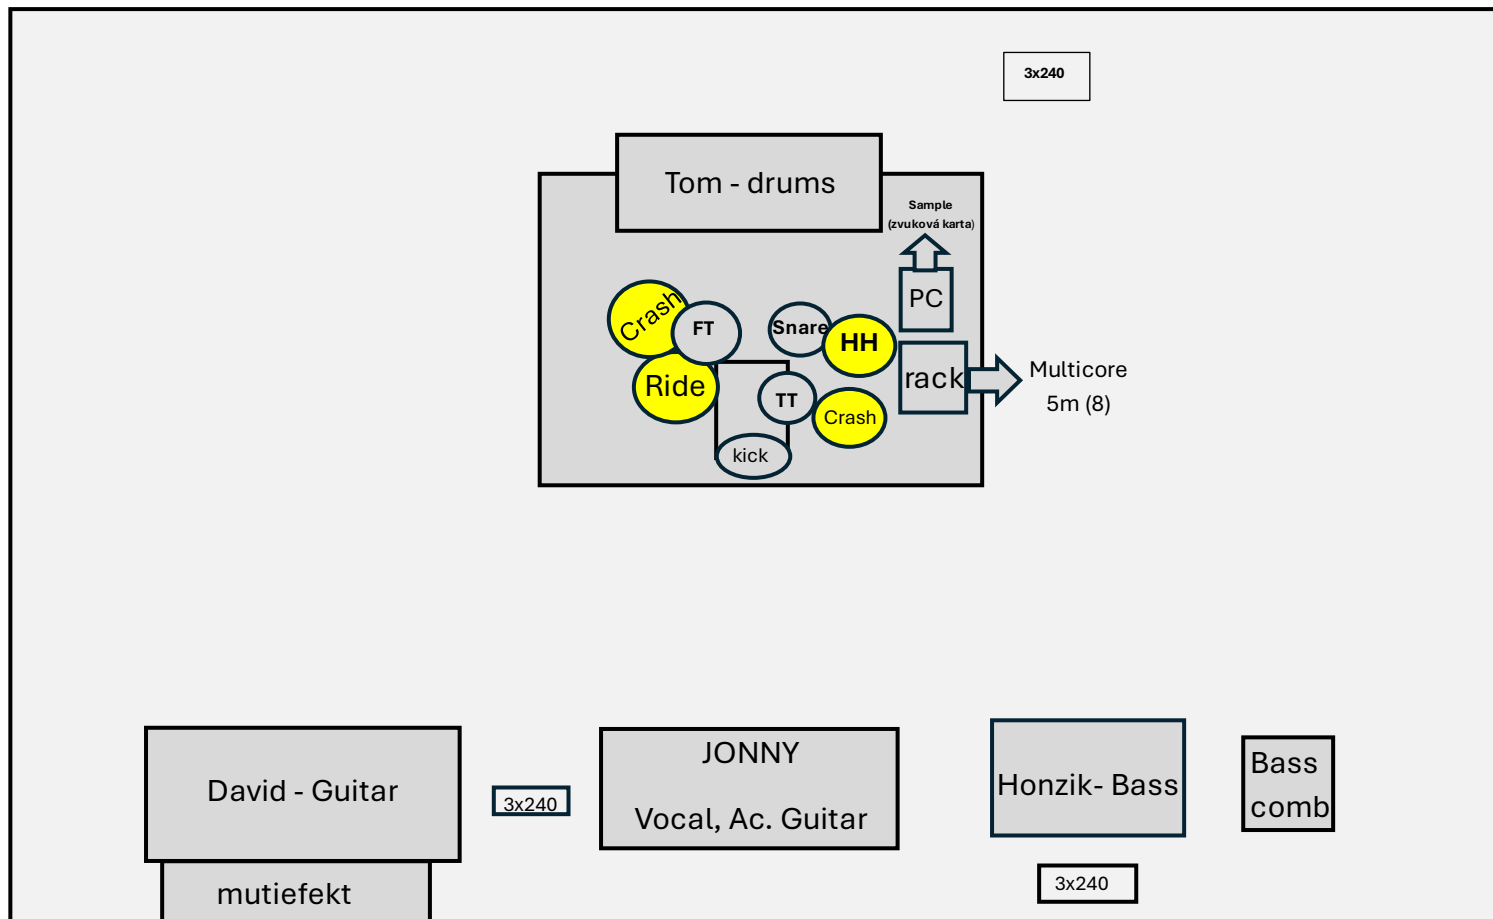 3x240
Tom - drums
Sample
(zvuková karta)
PC
Crash
FT
Snare
HH
Ride
TT
rack
Crash
kick
Multicore
5m (8)
David - Guitar
3x240
JONNY
Vocal, Ac. Guitar
Honzik- Bass
Bass
comb
mutiefekt
3x240